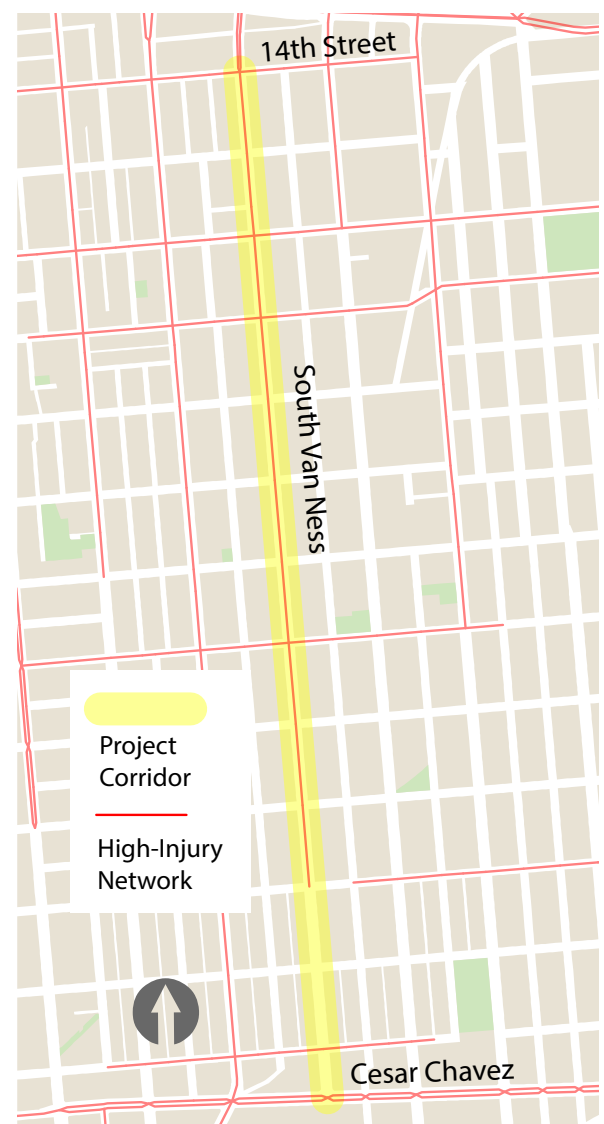 14th Street
South Van Ness
Project
Corridor
High-Injury
Network
Cesar Chavez